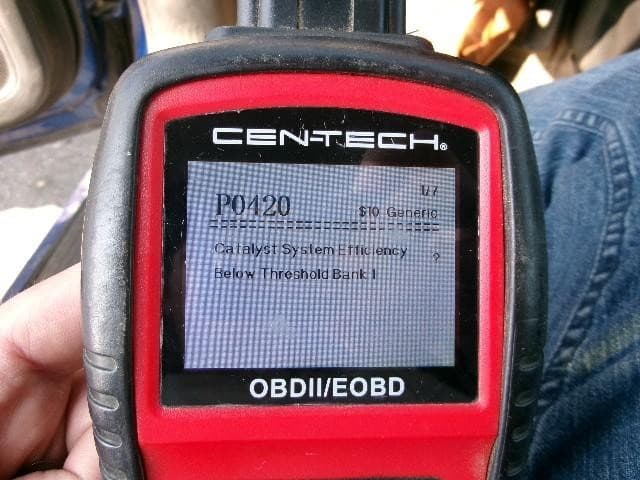 CEN-TECH®
1/7
P0420 $10 Generic
Catalyst System Efficiency ?
Below Threshold Bank 1
OBDII/EOBD